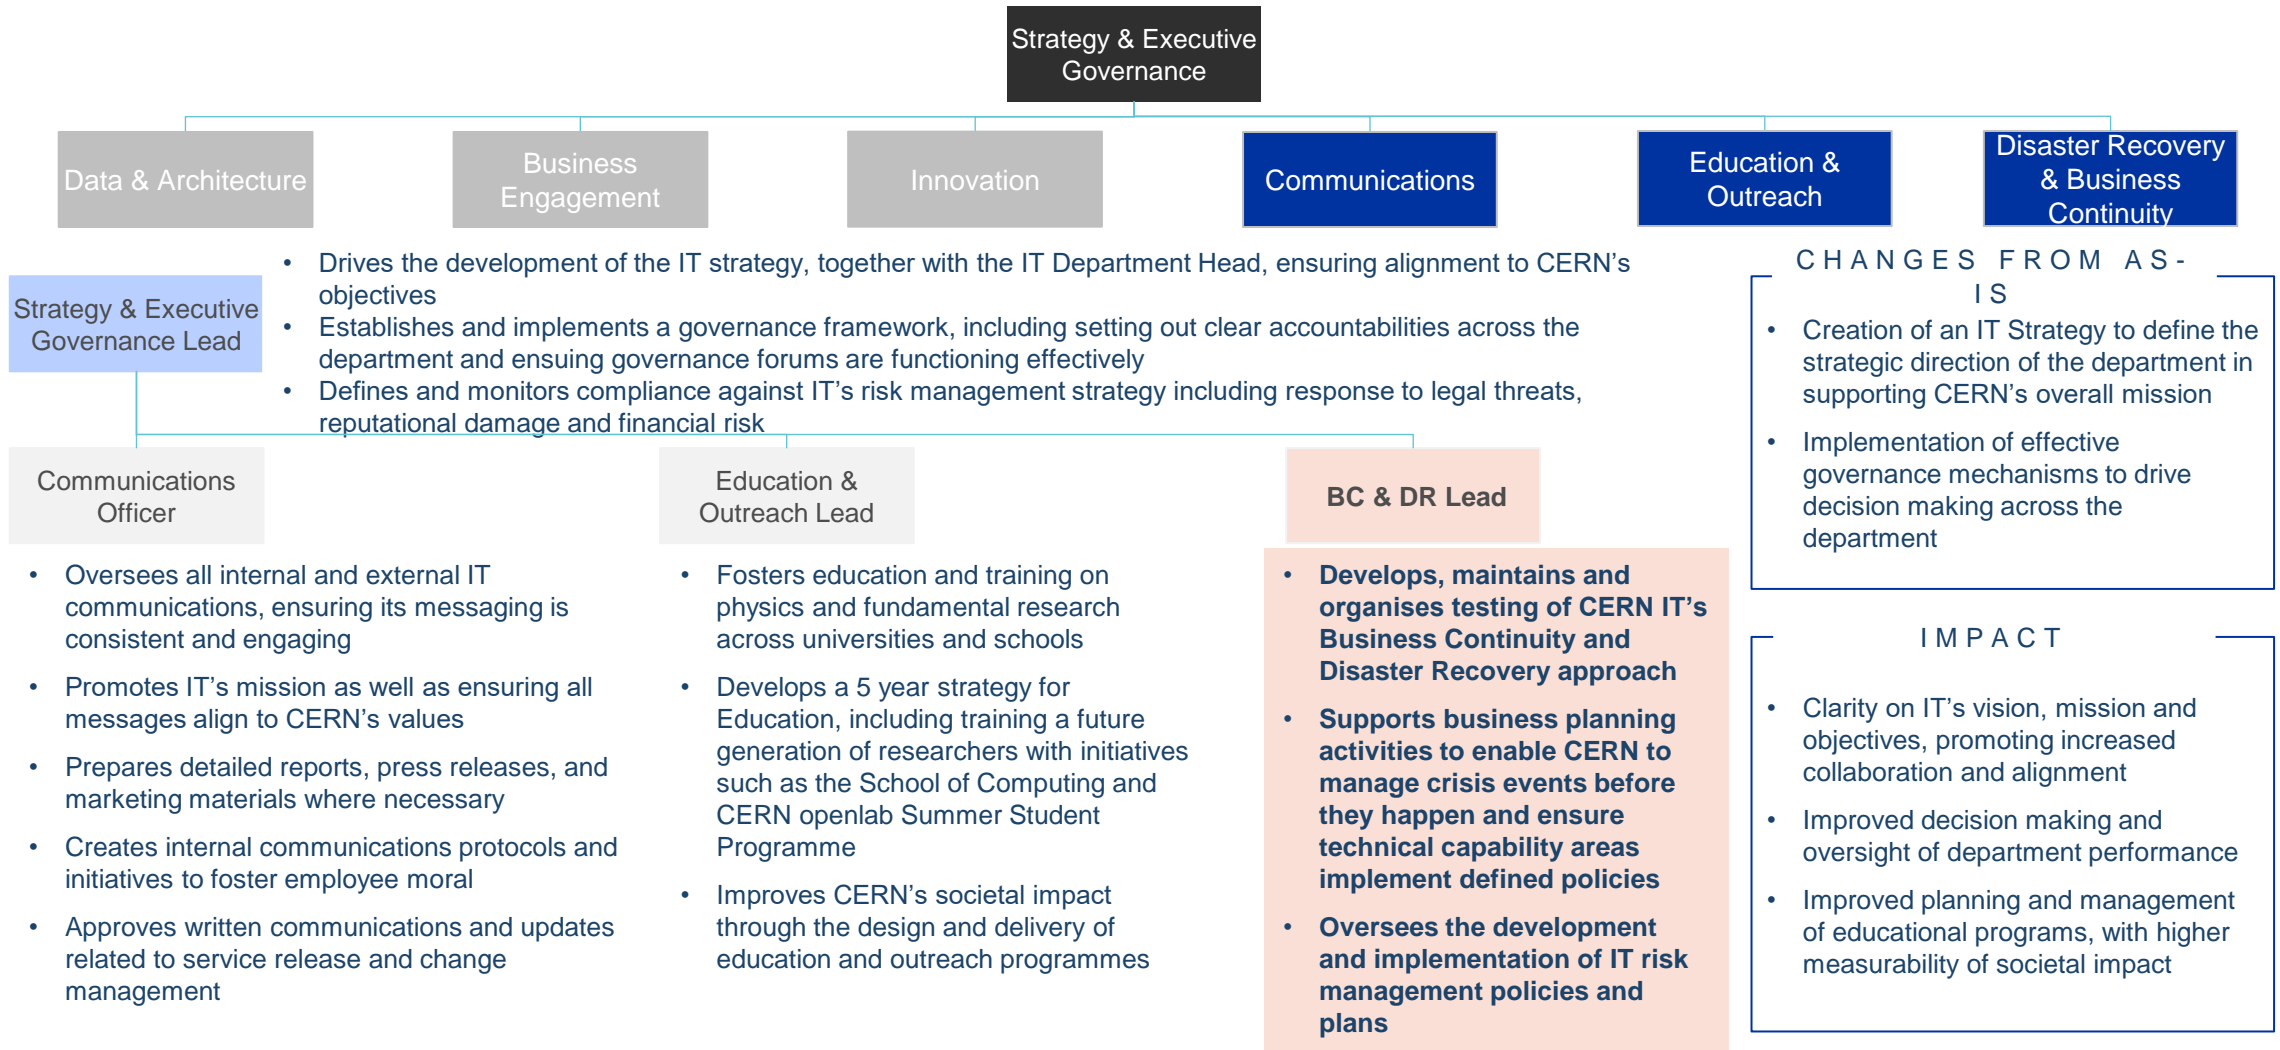 Strategy & Executive
Governance
Data & Architecture
Business
Engagement
Innovation
Communications
Education &
Outreach
Disaster Recovery
& Business
Continuity
Strategy & Executive
Governance Lead
• Drives the development of the IT strategy, together with the IT Department Head, ensuring alignment to CERN’s
objectives
• Establishes and implements a governance framework, including setting out clear accountabilities across the
department and ensuing governance forums are functioning effectively
• Defines and monitors compliance against IT’s risk management strategy including response to legal threats,
reputational damage and financial risk
Communications
Officer
• Oversees all internal and external IT
communications, ensuring its messaging is
consistent and engaging
• Promotes IT’s mission as well as ensuring all
messages align to CERN’s values
• Prepares detailed reports, press releases, and
marketing materials where necessary
• Creates internal communications protocols and
initiatives to foster employee moral
• Approves written communications and updates
related to service release and change
management
Education &
Outreach Lead
• Fosters education and training on
physics and fundamental research
across universities and schools
• Develops a 5 year strategy for
Education, including training a future
generation of researchers with initiatives
such as the School of Computing and
CERN openlab Summer Student
Programme
• Improves CERN’s societal impact
through the design and delivery of
education and outreach programmes
BC & DR Lead
• Develops, maintains and
organises testing of CERN IT’s
Business Continuity and
Disaster Recovery approach
• Supports business planning
activities to enable CERN to
manage crisis events before
they happen and ensure
technical capability areas
implement defined policies
• Oversees the development
and implementation of IT risk
management policies and
plans
CHANGES FROM AS-
IS
• Creation of an IT Strategy to define the
strategic direction of the department in
supporting CERN’s overall mission
• Implementation of effective
governance mechanisms to drive
decision making across the
department
IMPACT
• Clarity on IT’s vision, mission and
objectives, promoting increased
collaboration and alignment
• Improved decision making and
oversight of department performance
• Improved planning and management
of educational programs, with higher
measurability of societal impact